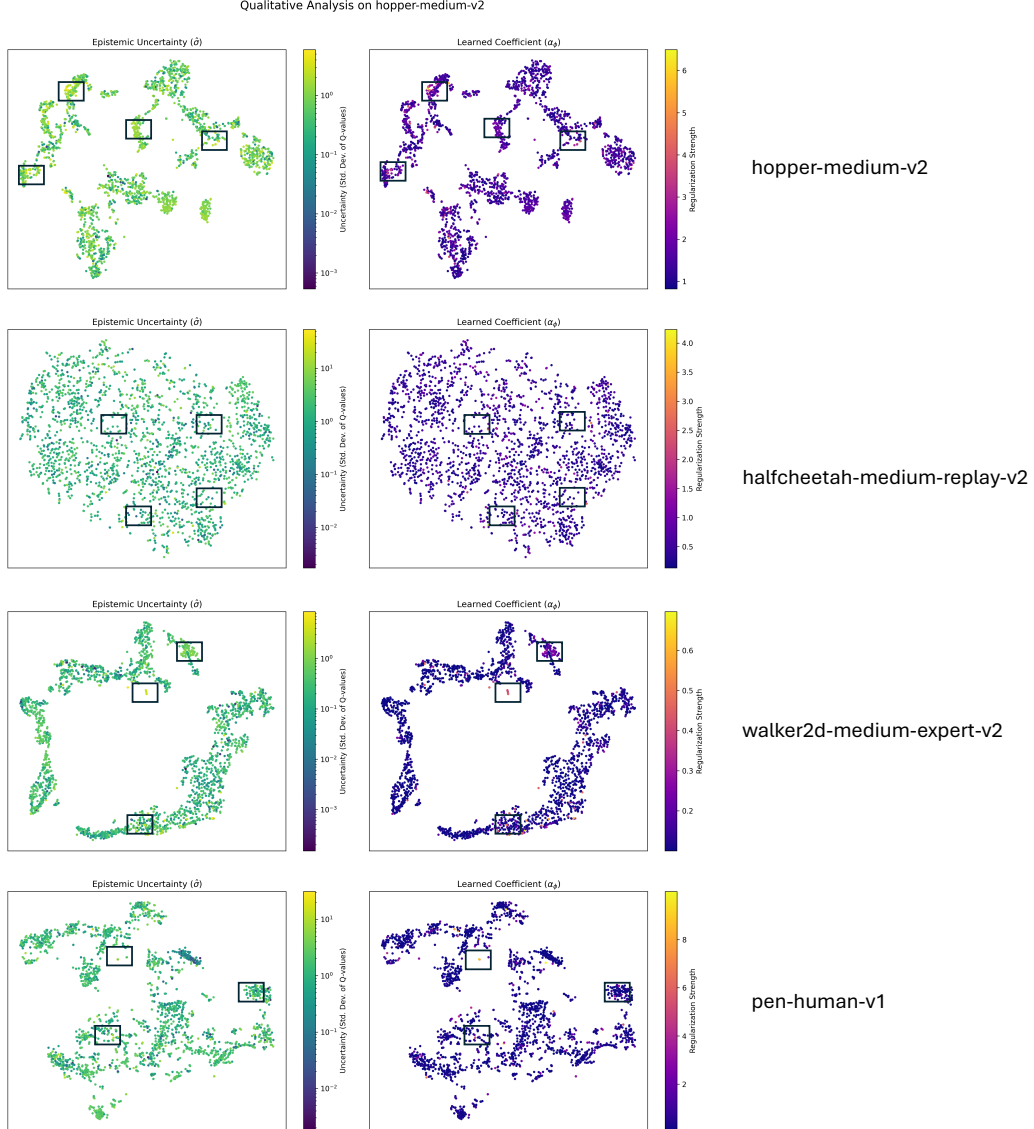 Qualitative Analysis on hopper-medium-v2
Epistemic Uncertainty (σ̂)
Learned Coefficient (αϕ)
10⁰
10⁻¹
10⁻²
10⁻³
Uncertainty (Std. Dev. of Q-values)
6
5
4
3
2
1
Regularization Strength
hopper-medium-v2
Epistemic Uncertainty (σ̂)
Learned Coefficient (αϕ)
10¹
10⁰
10⁻¹
10⁻²
Uncertainty (Std. Dev. of Q-values)
4.0
3.5
3.0
2.5
2.0
1.5
1.0
0.5
Regularization Strength
halfcheetah-medium-replay-v2
Epistemic Uncertainty (σ̂)
Learned Coefficient (αϕ)
10⁰
10⁻¹
10⁻²
10⁻³
Uncertainty (Std. Dev. of Q-values)
0.6
0.5
0.4
0.3
0.2
Regularization Strength
walker2d-medium-expert-v2
Epistemic Uncertainty (σ̂)
Learned Coefficient (αϕ)
10¹
10⁰
10⁻¹
10⁻²
Uncertainty (Std. Dev. of Q-values)
8
6
4
2
Regularization Strength
pen-human-v1